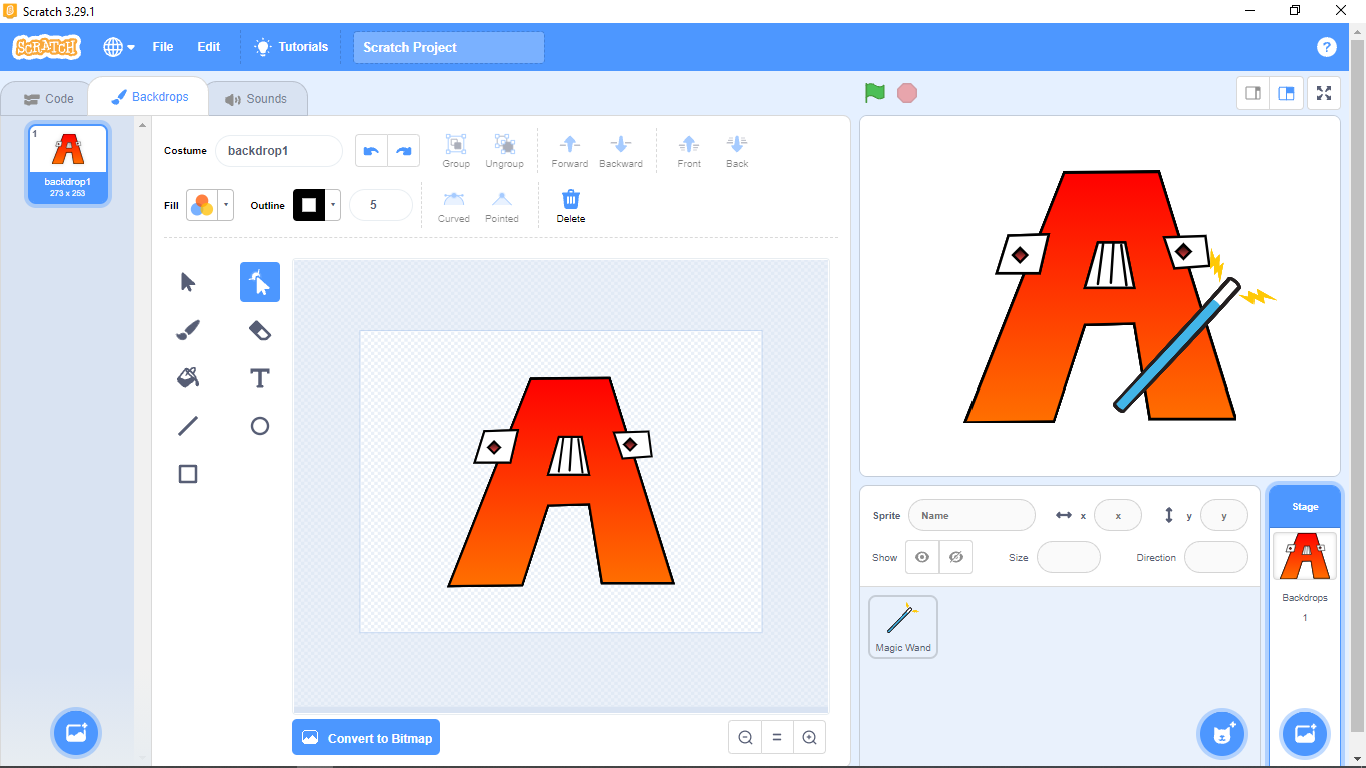 Scratch 3.29.1
SCRATCH
File
Edit
Tutorials
Scratch Project
?
Code
Backdrops
Sounds
1
backdrop1
273 x 253
Costume
backdrop1
Group
Ungroup
Forward
Backward
Front
Back
Fill
Outline
5
Curved
Pointed
Delete
T
A
Convert to Bitmap
A
Sprite
Name
x
x
y
y
Show
Size
Direction
Magic Wand
Stage
Backdrops
1